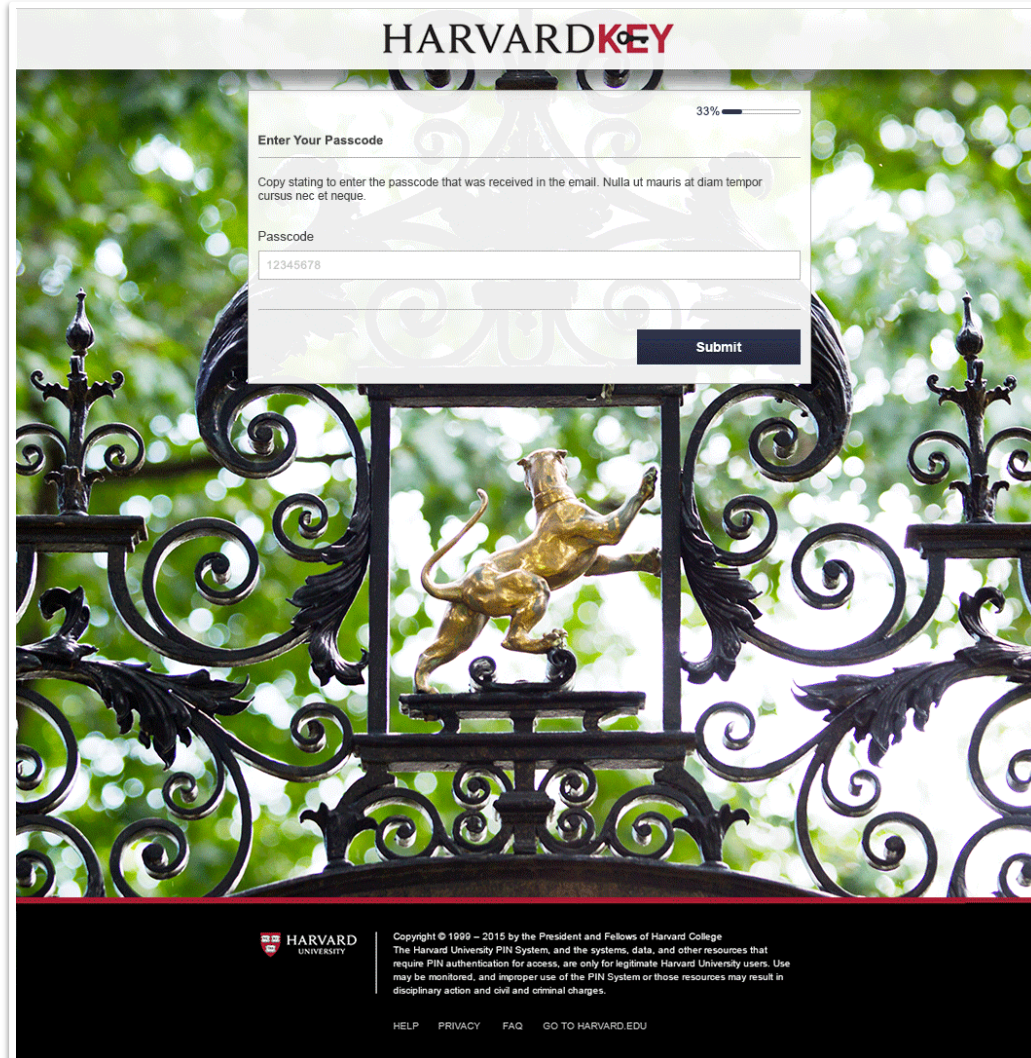 HARVARDKEY
33%
Enter Your Passcode
Copy stating to enter the passcode that was received in the email. Nulla ut mauris at diam tempor
cursus nec et neque.
Passcode
12345678
Submit
HARVARD
UNIVERSITY
Copyright © 1999 – 2015 by the President and Fellows of Harvard College
The Harvard University PIN System, and the systems, data, and other resources that
require PIN authentication for access, are only for legitimate Harvard University users. Use
may be monitored, and improper use of the PIN System or those resources may result in
disciplinary action and civil and criminal charges.
HELP PRIVACY FAQ GO TO HARVARD.EDU